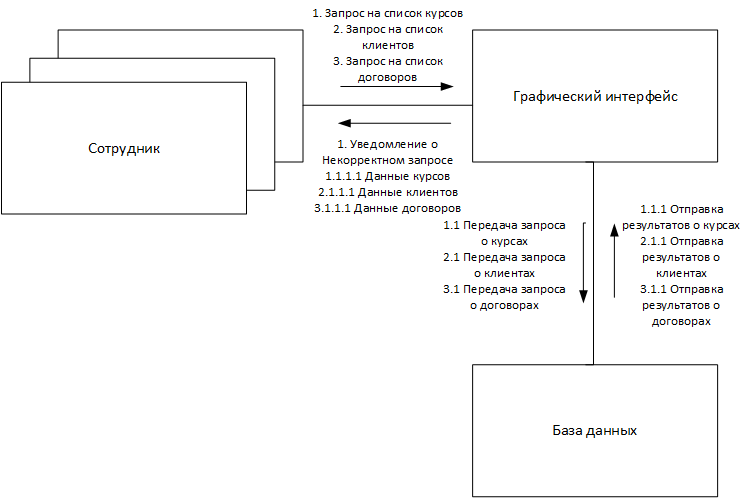 1. Запрос на список курсов
2. Запрос на список
клиентов
3. Запрос на список
договоров
Графический интерфейс
Сотрудник
1. Уведомление о
Некорректном запросе
1.1.1.1 Данные курсов
2.1.1.1 Данные клиентов
3.1.1.1 Данные договоров
1.1 Передача запроса
о курсах
2.1 Передача запроса
о клиентах
3.1 Передача запроса
о договорах
1.1.1 Отправка
результатов о курсах
2.1.1 Отправка
результатов о
клиентах
3.1.1 Отправка
результатов о
договорах
База данных